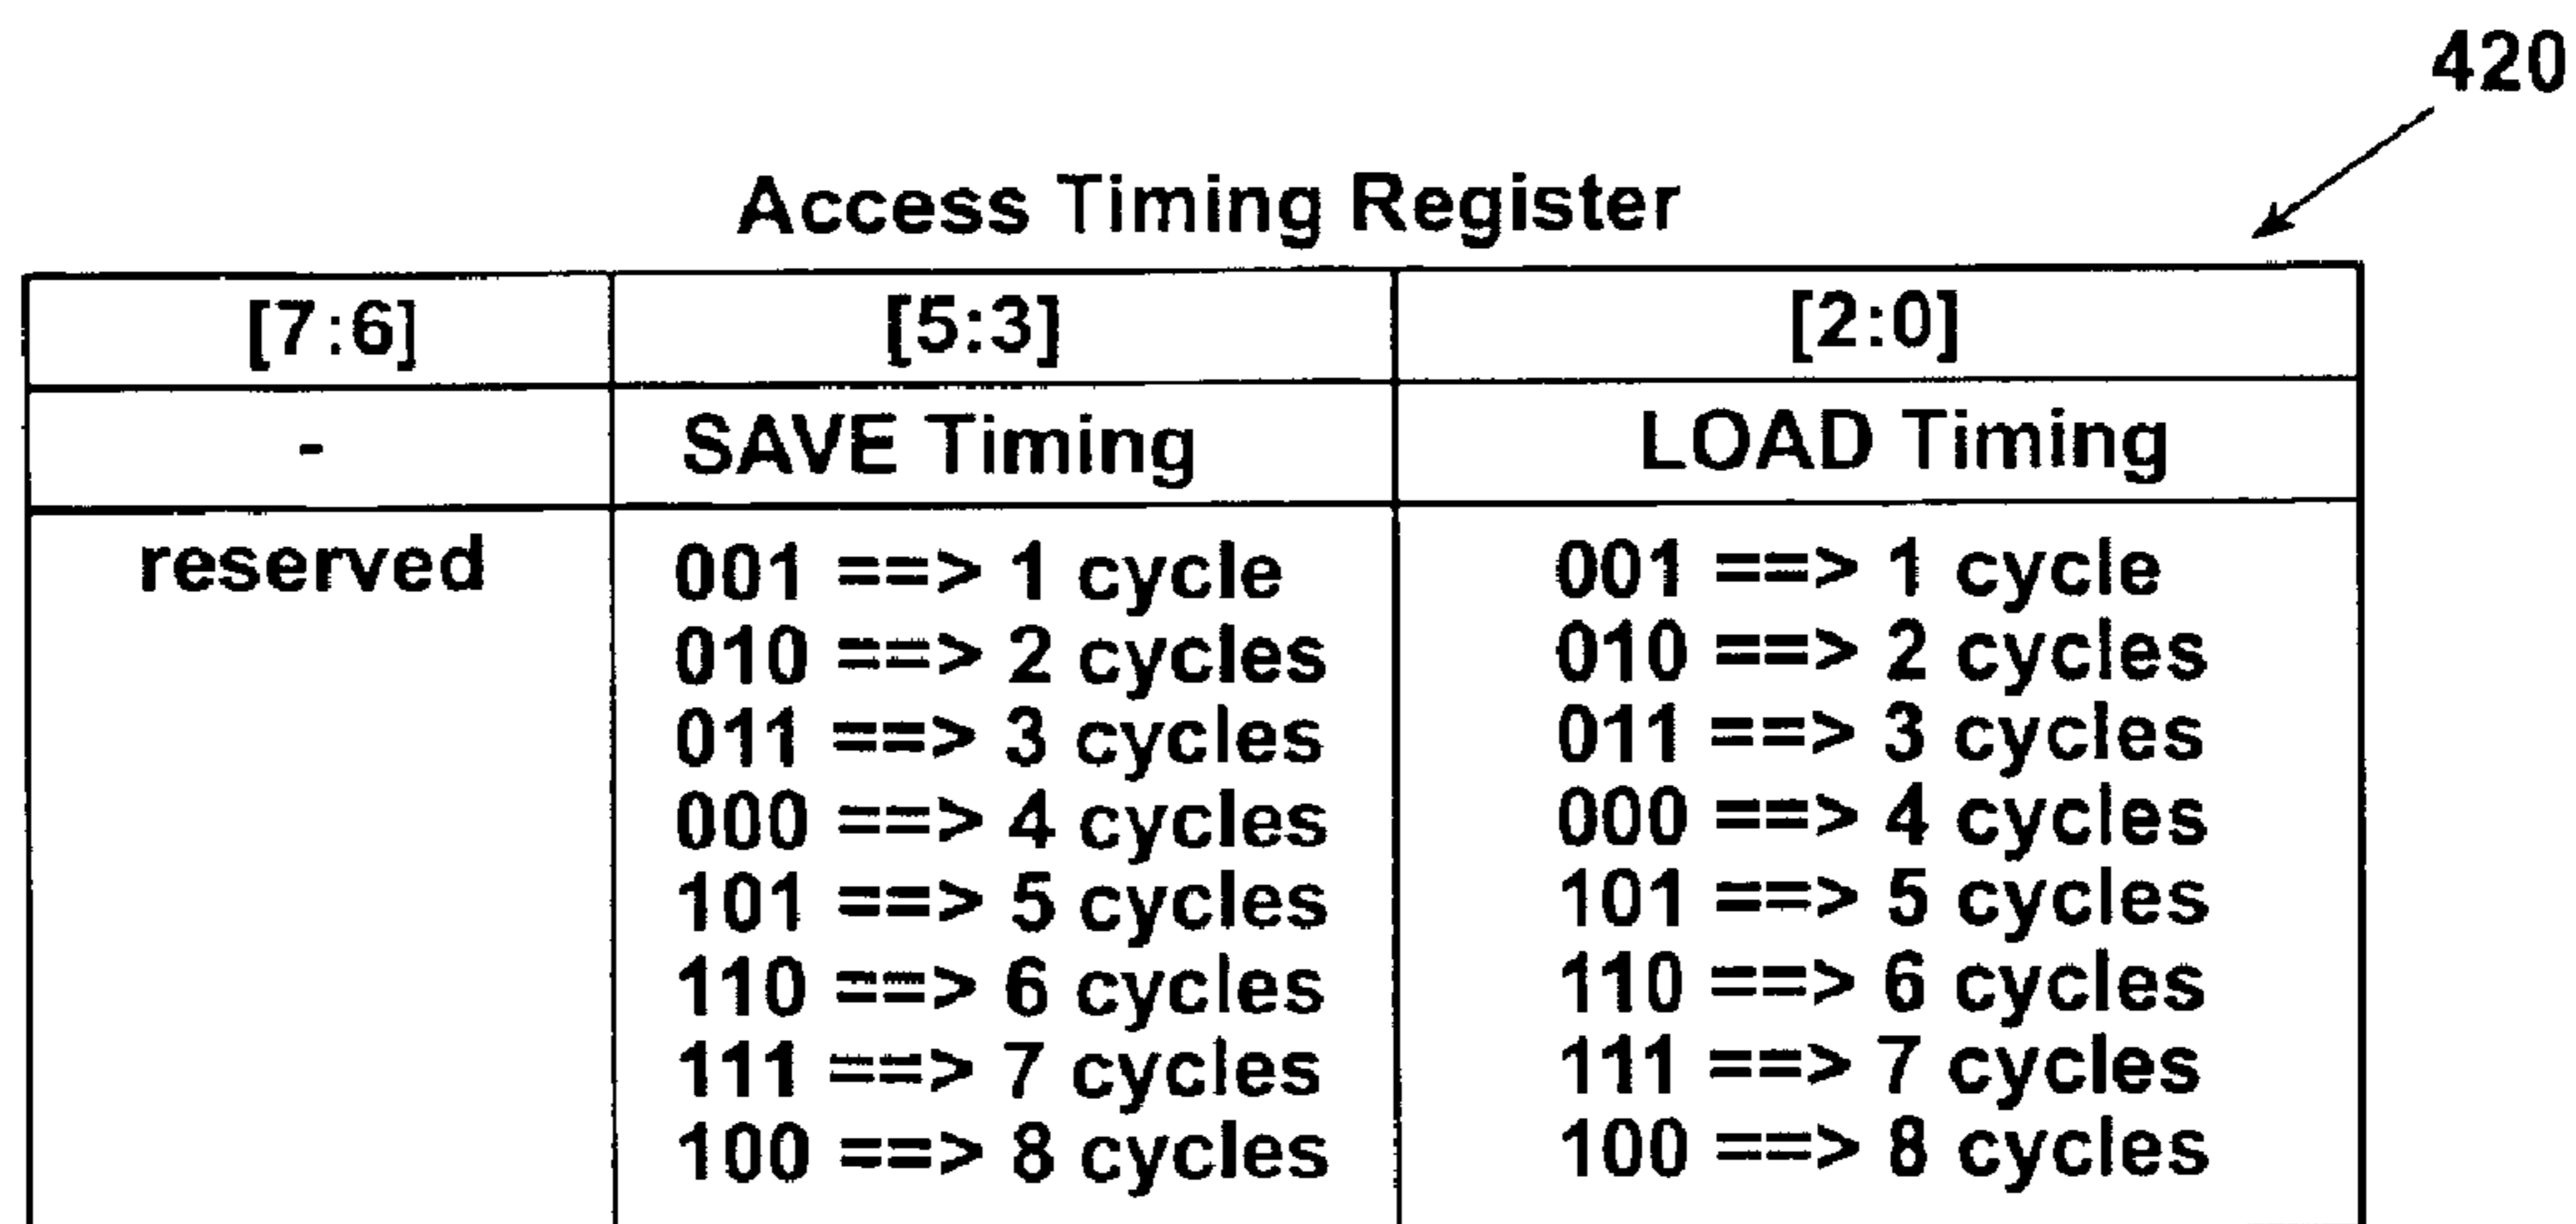 420
Access Timing Register
[7:6] [5:3] [2:0]
- SAVE Timing LOAD Timing
reserved 001 ==> 1 cycle 001 ==> 1 cycle
010 ==> 2 cycles 010 ==> 2 cycles
011 ==> 3 cycles 011 ==> 3 cycles
000 ==> 4 cycles 000 ==> 4 cycles
101 ==> 5 cycles 101 ==> 5 cycles
110 ==> 6 cycles 110 ==> 6 cycles
111 ==> 7 cycles 111 ==> 7 cycles
100 ==> 8 cycles 100 ==> 8 cycles